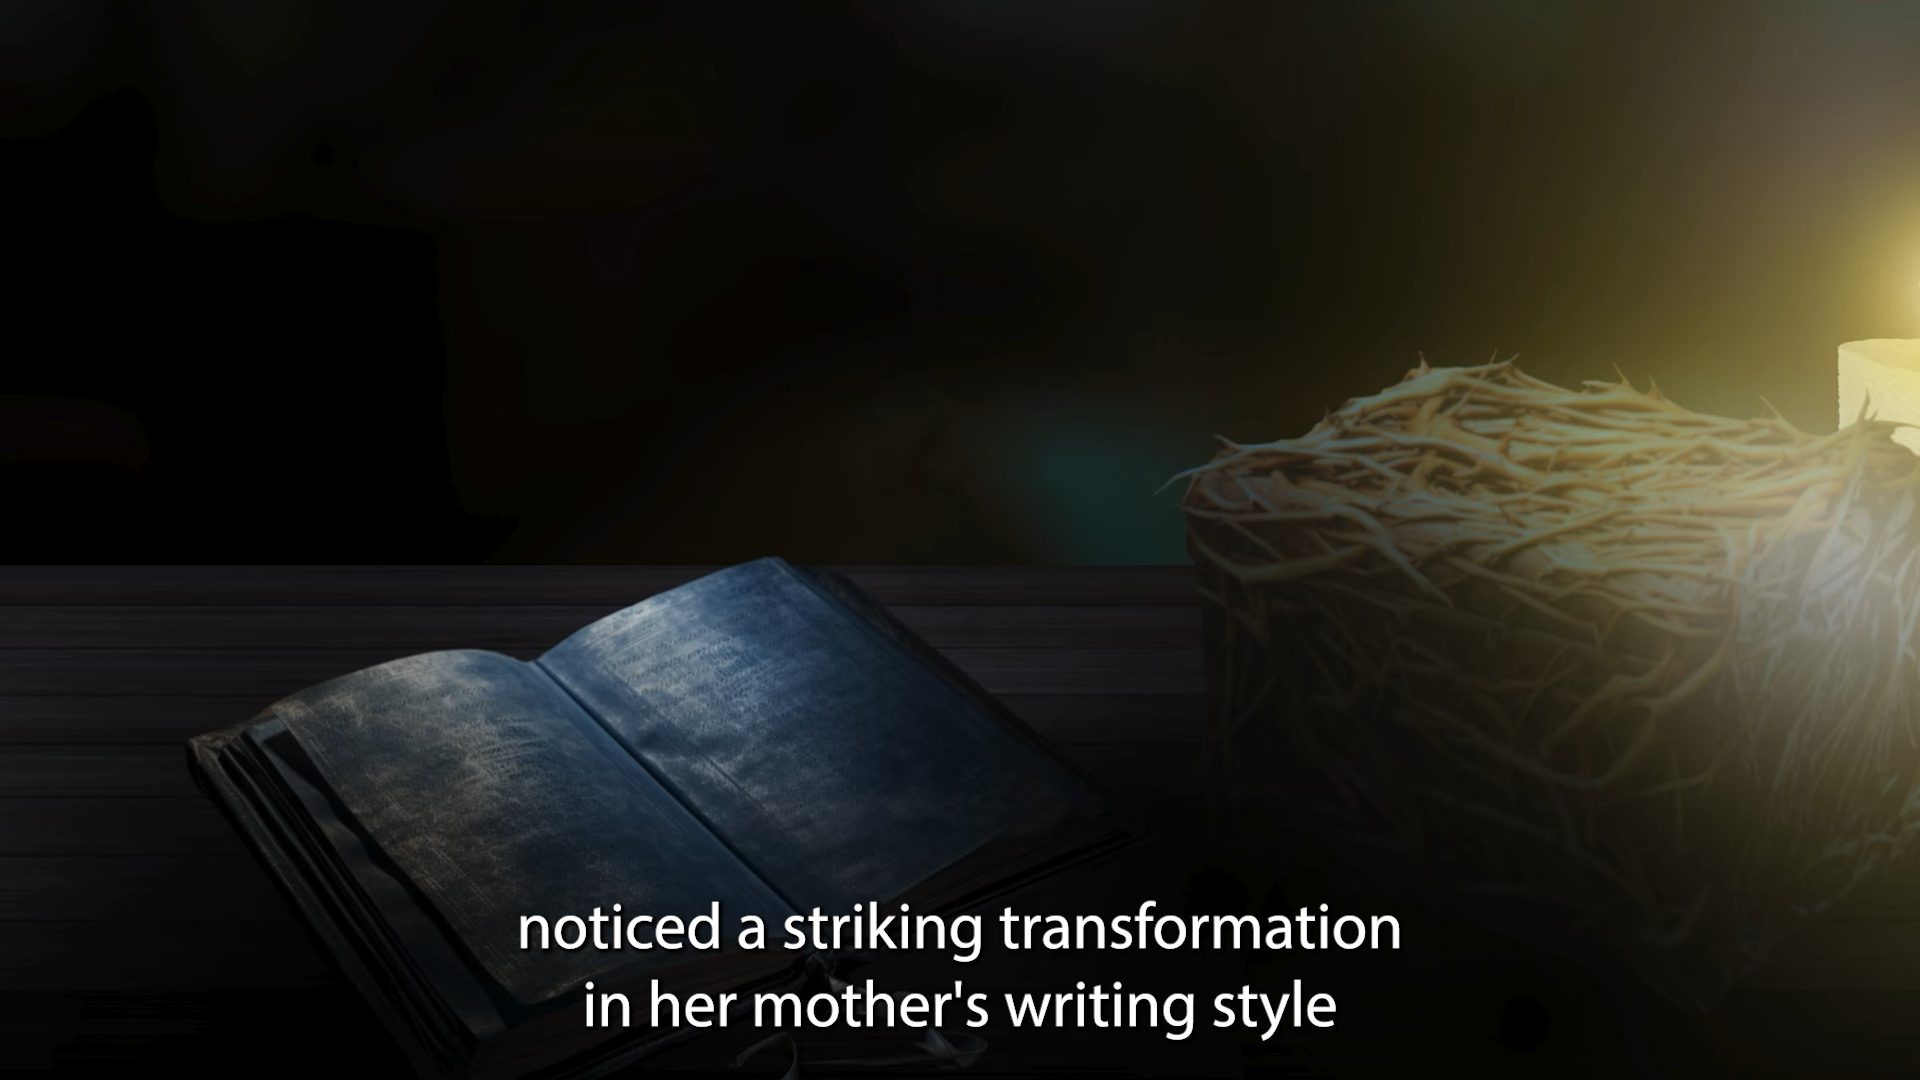 noticed a striking transformation
in her mother's writing style